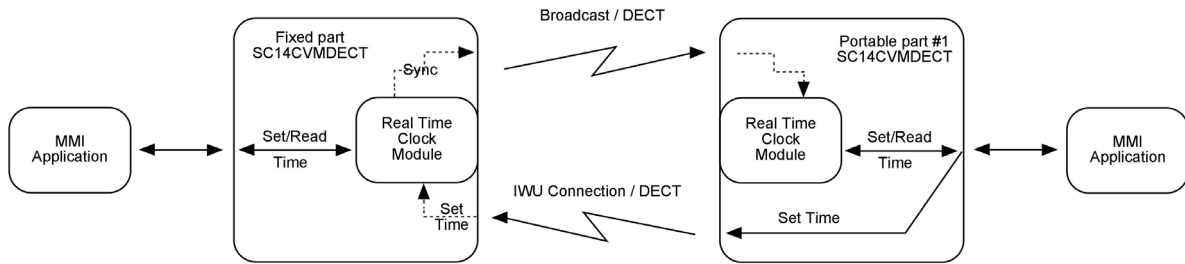 Broadcast / DECT
Fixed part
SC14CVMDECT
Portable part #1
SC14CVMDECT
Sync
MMI
Application
Set/Read
Time
Real Time
Clock
Module
Real Time
Clock
Module
Set/Read
Time
MMI
Application
IWU Connection / DECT
Set
Time
Set Time